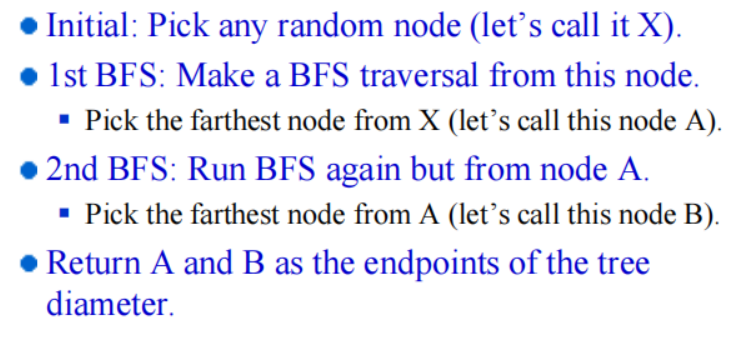 ● Initial: Pick any random node (let’s call it X).
● 1st BFS: Make a BFS traversal from this node.
▪ Pick the farthest node from X (let’s call this node A).
● 2nd BFS: Run BFS again but from node A.
▪ Pick the farthest node from A (let’s call this node B).
● Return A and B as the endpoints of the tree
diameter.